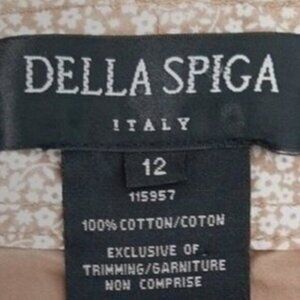 DELLA SPIGA
ITALY
12
115957
100% COTTON/COTON
EXCLUSIVE OF
TRIMMING/GARNITURE
NON COMPRISE